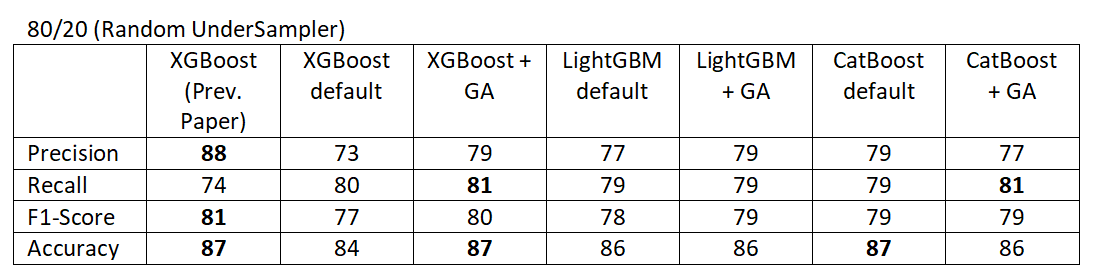 80/20 (Random UnderSampler)
XGBoost (Prev. Paper) XGBoost default XGBoost + GA LightGBM default LightGBM + GA CatBoost default CatBoost + GA
Precision 88 73 79 77 79 79 77
Recall 74 80 81 79 79 79 81
F1-Score 81 77 80 78 79 79 79
Accuracy 87 84 87 86 86 87 86